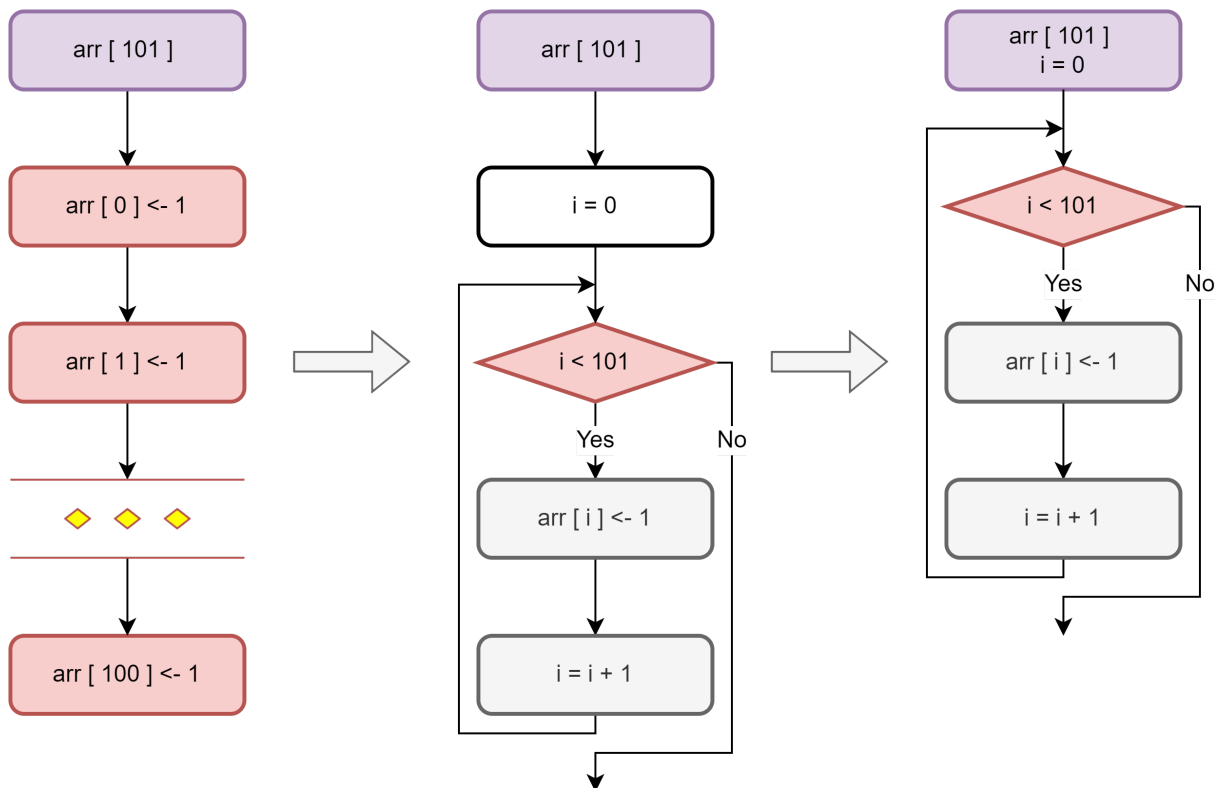 arr [ 101 ]
arr [ 0 ] <- 1
arr [ 1 ] <- 1
arr [ 100 ] <- 1
arr [ 101 ]
i = 0
i < 101
Yes
No
arr [ i ] <- 1
i = i + 1
arr [ 101 ]
i = 0
i < 101
Yes
No
arr [ i ] <- 1
i = i + 1